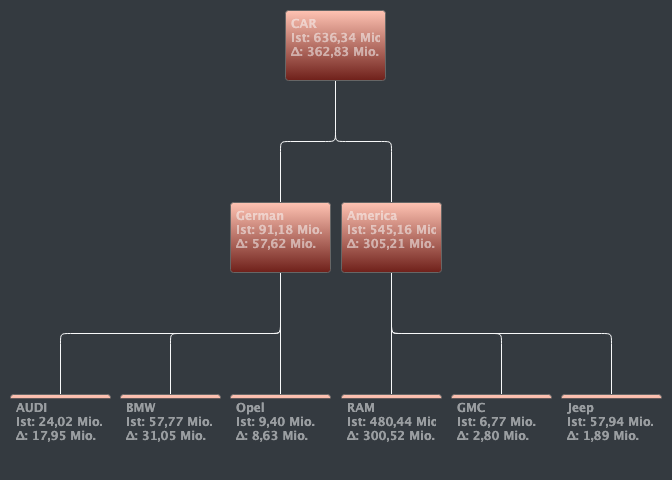 CAR
Ist: 636,34 Mic
Δ: 362,83 Mio.
German
Ist: 91,18 Mio.
Δ: 57,62 Mio.
America
Ist: 545,16 Mic
Δ: 305,21 Mio.
AUDI
Ist: 24,02 Mio.
Δ: 17,95 Mio.
BMW
Ist: 57,77 Mio.
Δ: 31,05 Mio.
Opel
Ist: 9,40 Mio.
Δ: 8,63 Mio.
RAM
Ist: 480,44 Mic
Δ: 300,52 Mio.
GMC
Ist: 6,77 Mio.
Δ: 2,80 Mio.
Jeep
Ist: 57,94 Mio.
Δ: 1,89 Mio.